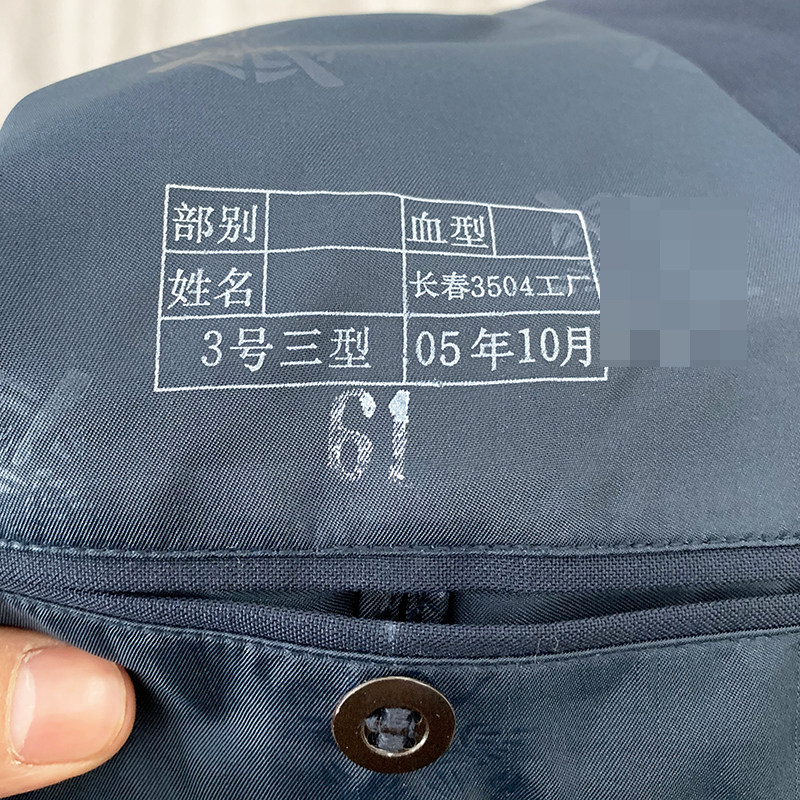 部别 血型
姓名 长春3504工厂
3号三型 05年10月
61